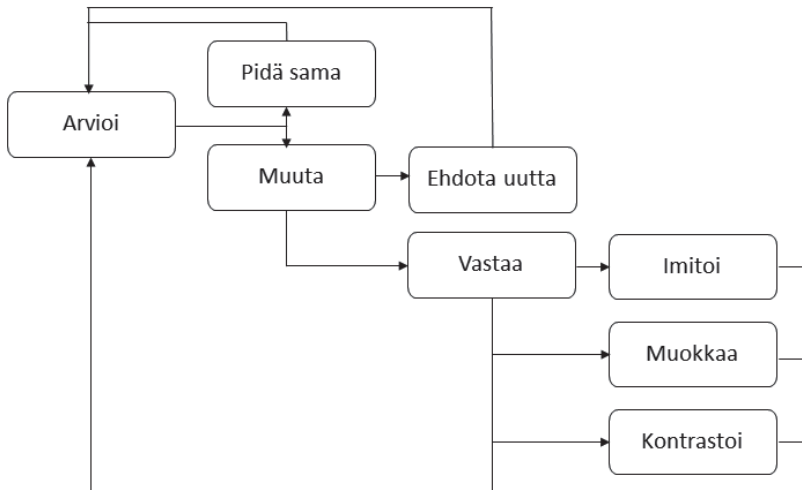 Pidä sama
Arvioi
Muuta
Ehdota uutta
Vastaa
Imitoi
Muokkaa
Kontrastoi